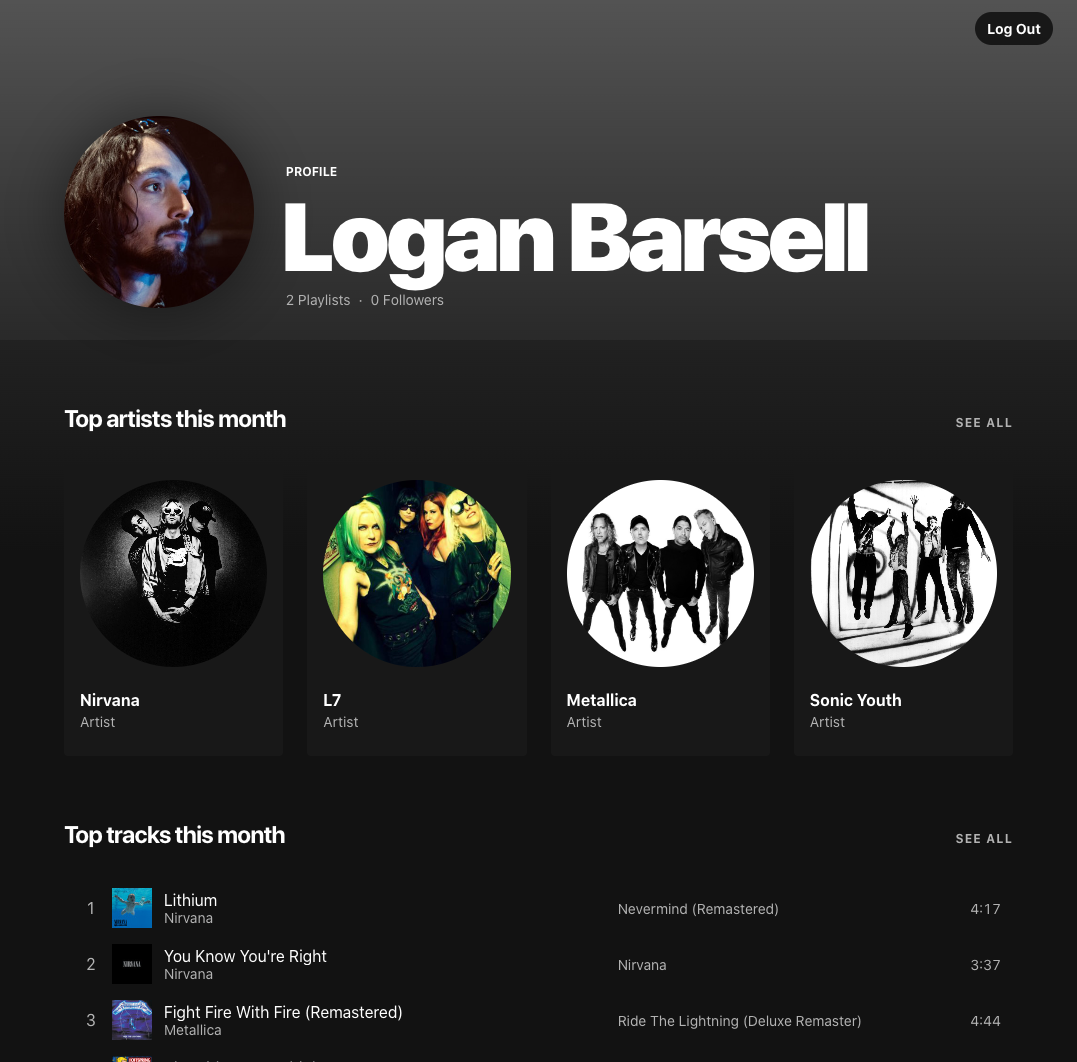 Log Out
PROFILE
Logan Barsell
2 Playlists · 0 Followers
Top artists this month
SEE ALL
Nirvana
Artist
L7
Artist
Metallica
Artist
Sonic Youth
Artist
Top tracks this month
SEE ALL
1 Lithium Nevermind (Remastered) 4:17
Nirvana
2 You Know You're Right Nirvana 3:37
Nirvana
NIRVANA
3 Fight Fire With Fire (Remastered) Ride The Lightning (Deluxe Remaster) 4:44
Metallica